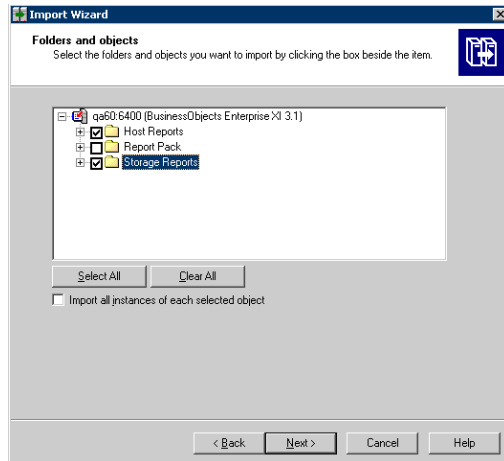 Import Wizard
Folders and objects
Select the folders and objects you want to import by clicking the box beside the item.
qa60:6400 (BusinessObjects Enterprise XI 3.1)
Host Reports
Report Pack
Storage Reports
Select All Clear All
Import all instances of each selected object
< Back Next > Cancel Help